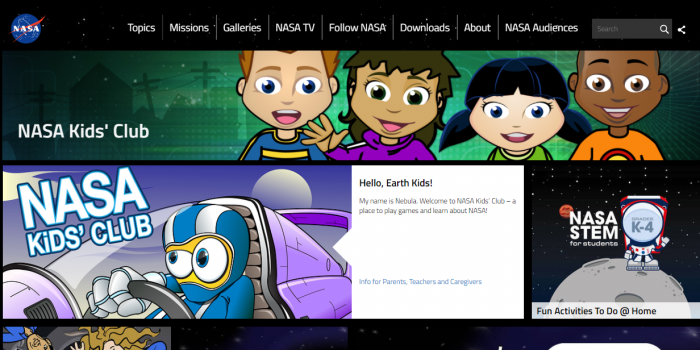 NASA
Topics
Missions
Galleries
NASA TV
Follow NASA
Downloads
About
NASA Audiences
Search
NASA Kids' Club
NASA
KiDS' CLUB
Hello, Earth Kids!
My name is Nebula. Welcome to NASA Kids' Club – a
place to play games and learn about NASA!
Info for Parents, Teachers and Caregivers
NASA
STEM
for students
GRADES
K-4
Fun Activities To Do @ Home